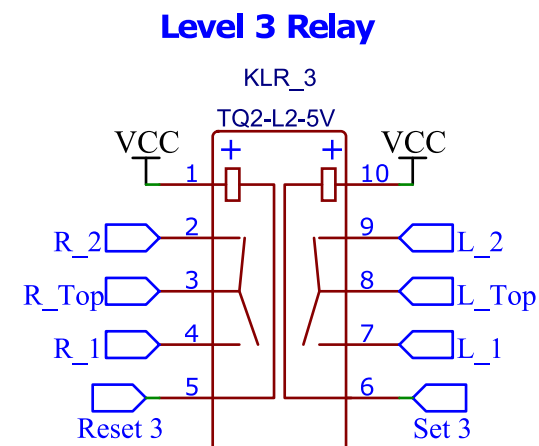 Level 3 Relay
KLR_3
TQ2-L2-5V
VCC + + VCC
1 10
R_2 2 9 L_2
R_Top 3 8 L_Top
R_1 4 7 L_1
5 6
Reset 3 Set 3